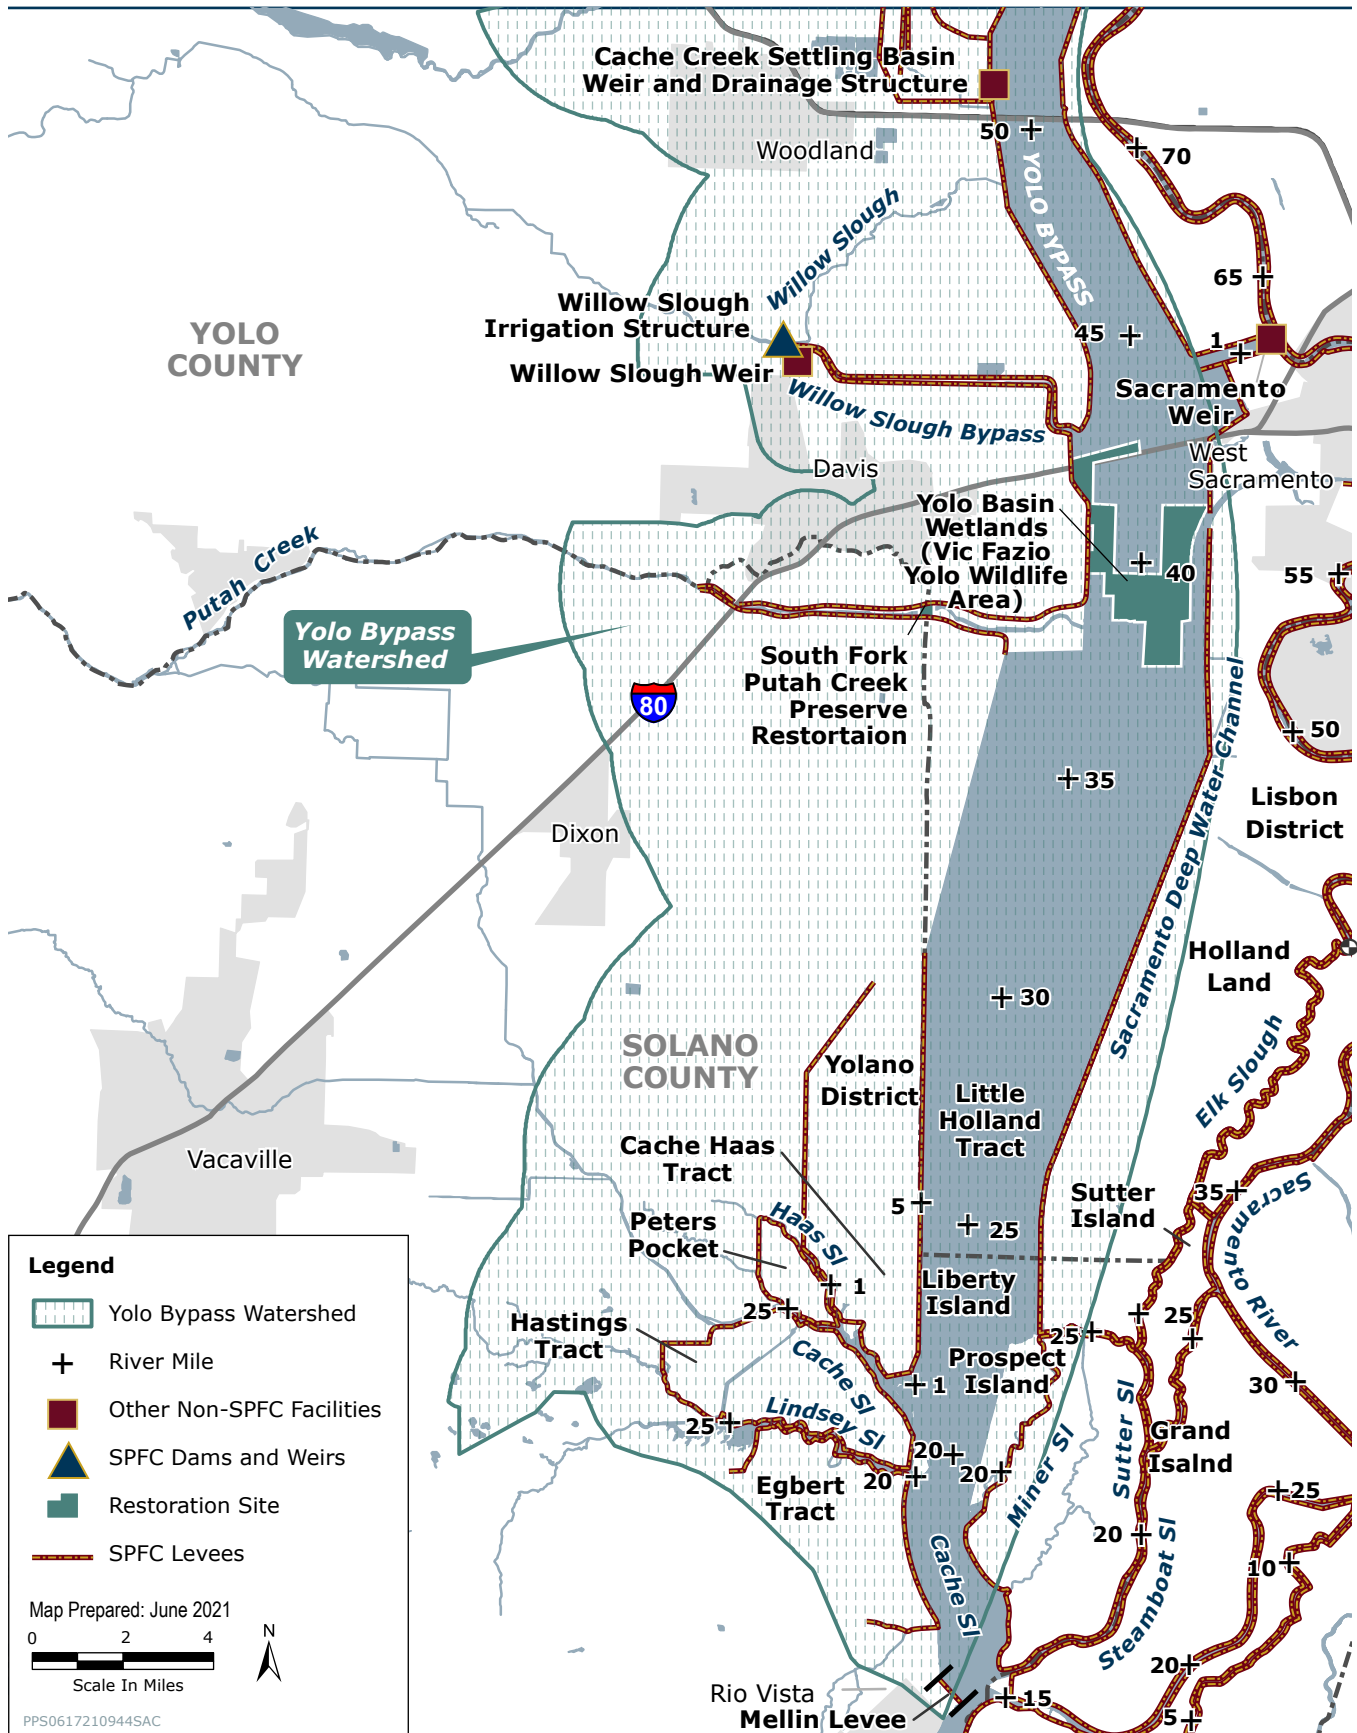 Cache Creek Settling Basin
Weir and Drainage Structure
50
70
Woodland
YOLO BYPASS
Willow Slough
65
Willow Slough
Irrigation Structure
YOLO
COUNTY
45
1
Willow Slough Weir
Sacramento
Weir
Willow Slough Bypass
West
Sacramento
Davis
Yolo Basin
Wetlands
(Vic Fazio
Yolo Wildlife
Area)
Putah Creek
40
55
Yolo Bypass
Watershed
South Fork
Putah Creek
Preserve
Restortaion
80
50
35
Sacramento Deep Water Channel
Lisbon
District
Dixon
Holland
Land
30
SOLANO
COUNTY
Yolano
District
Little
Holland
Tract
Elk Slough
Cache Haas
Tract
Vacaville
Sutter
Island
35
Sacramento River
5
25
Peters
Pocket
Haas Sl
1
Liberty
Island
25
Hastings
Tract
25
25
Cache Sl
Prospect
Island
1
30
Lindsey Sl
25
Sutter Sl
Grand
Isalnd
Miner Sl
20
20
20
Egbert
Tract
25
20
10
Cache Sl
Steamboat Sl
20
Rio Vista
Mellin Levee
15
5
Legend
Yolo Bypass Watershed
River Mile
Other Non-SPFC Facilities
SPFC Dams and Weirs
Restoration Site
SPFC Levees
Map Prepared: June 2021
0 2 4
N
Scale In Miles
PPS0617210944SAC